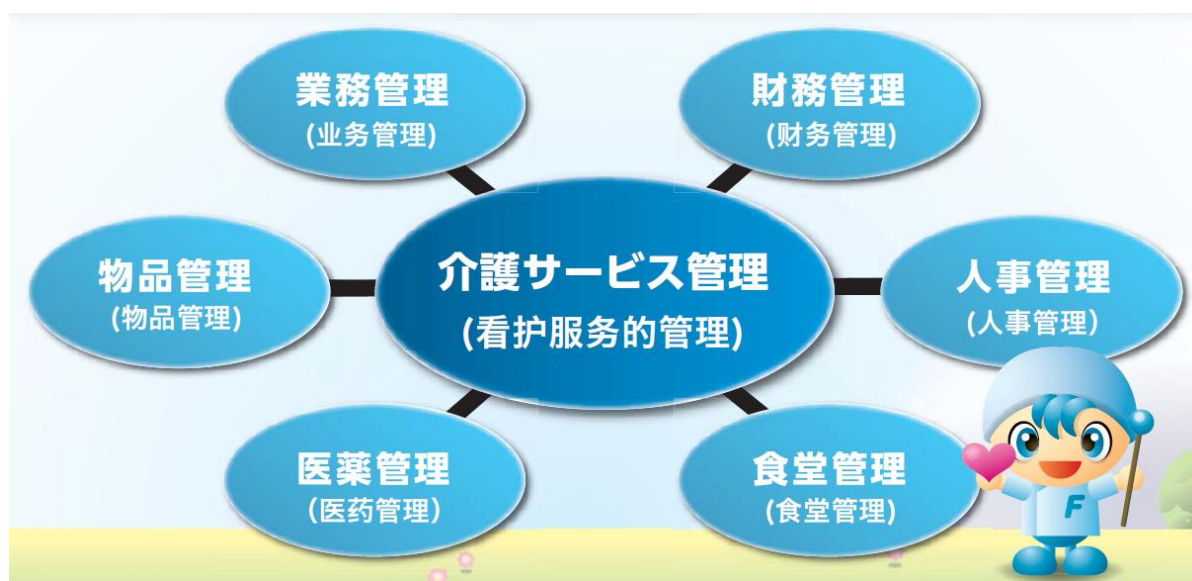 業務管理
(业务管理)
財務管理
(财务管理)
物品管理
(物品管理)
介護サービス管理
(看护服务的管理)
人事管理
(人事管理）
医薬管理
（医药管理）
食堂管理
(食堂管理)
F